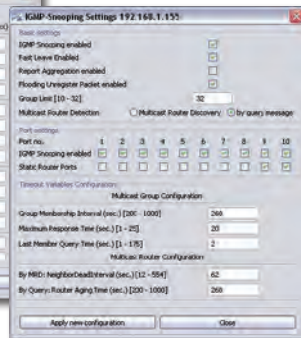 IGMP-Snooping Settings 192.168.1.155
Basic settings
IGMP Snooping enabled
Fast Leave Enabled
Report Aggregation enabled
Flooding Unregister Packet enabled
Group Limit [10 - 32] 32
Multicast Router Detection Multicast Router Discovery by query message
Port settings
Port no. 1 2 3 4 5 6 7 8 9 10
IGMP Snooping enabled
Static Router Ports
Timeout Variables Configuration
Multicast Group Configuration
Group Membership Interval (sec.) [200 - 1000] 260
Maximum Response Time (sec.) [1 - 25] 20
Last Member Query Time (sec.) [1 - 175] 2
Multicast Router Configuration
By MRD: NeighborDeadInterval (sec.) [12 - 554] 62
By Query: Router Aging Time (sec.) [200 - 1000] 260
Apply new configuration Close